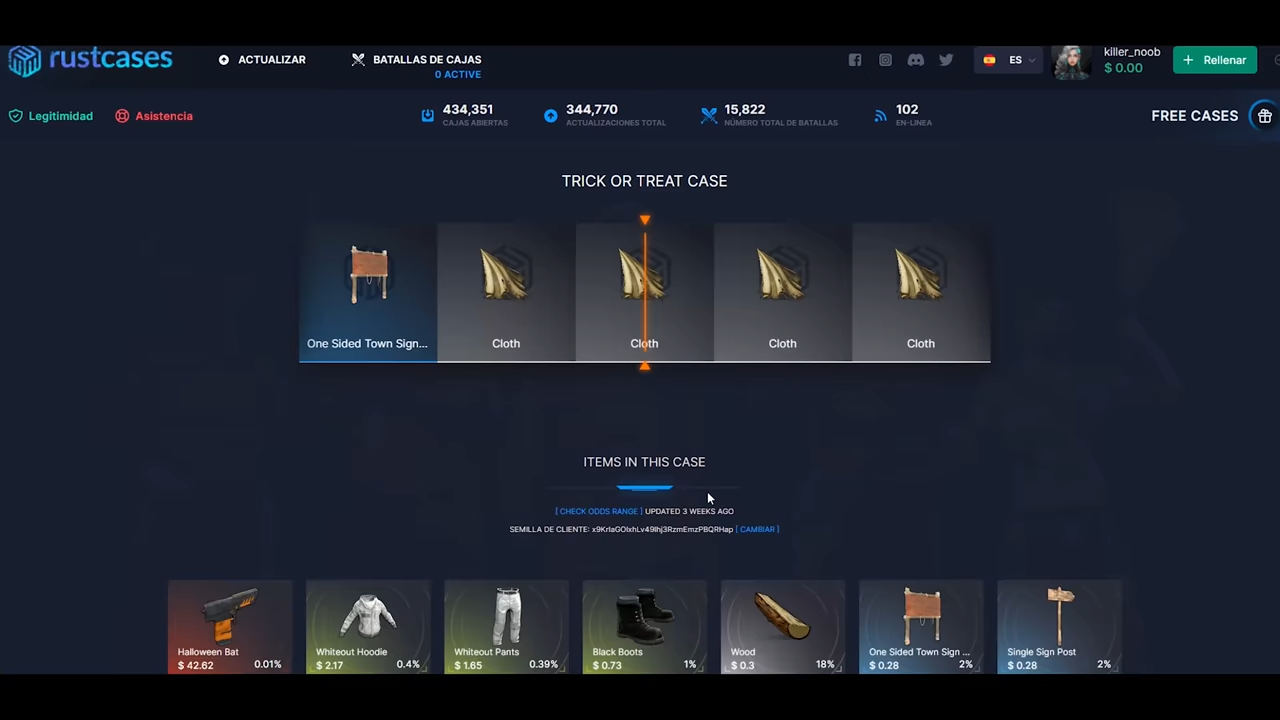 rustcases
ACTUALIZAR
BATALLAS DE CAJAS
0 ACTIVE
ES
killer_noob
$ 0.00
+ Rellenar
Legitimidad
Asistencia
434,351
CAJAS ABIERTAS
344,770
ACTUALIZACIONES TOTAL
15,822
NÚMERO TOTAL DE BATALLAS
102
EN-LINEA
FREE CASES
TRICK OR TREAT CASE
One Sided Town Sign...
Cloth
Cloth
Cloth
Cloth
ITEMS IN THIS CASE
[ CHECK ODDS RANGE ] UPDATED 3 WEEKS AGO
SEMILLA DE CLIENTE: [ CAMBIAR ]
Halloween Bat
$ 42.62 0.01%
Whiteout Hoodie
$ 2.17 0.4%
Whiteout Pants
$ 1.65 0.39%
Black Boots
$ 0.73 1%
Wood
$ 0.3 18%
One Sided Town Sign ...
$ 0.28 2%
Single Sign Post
$ 0.28 2%